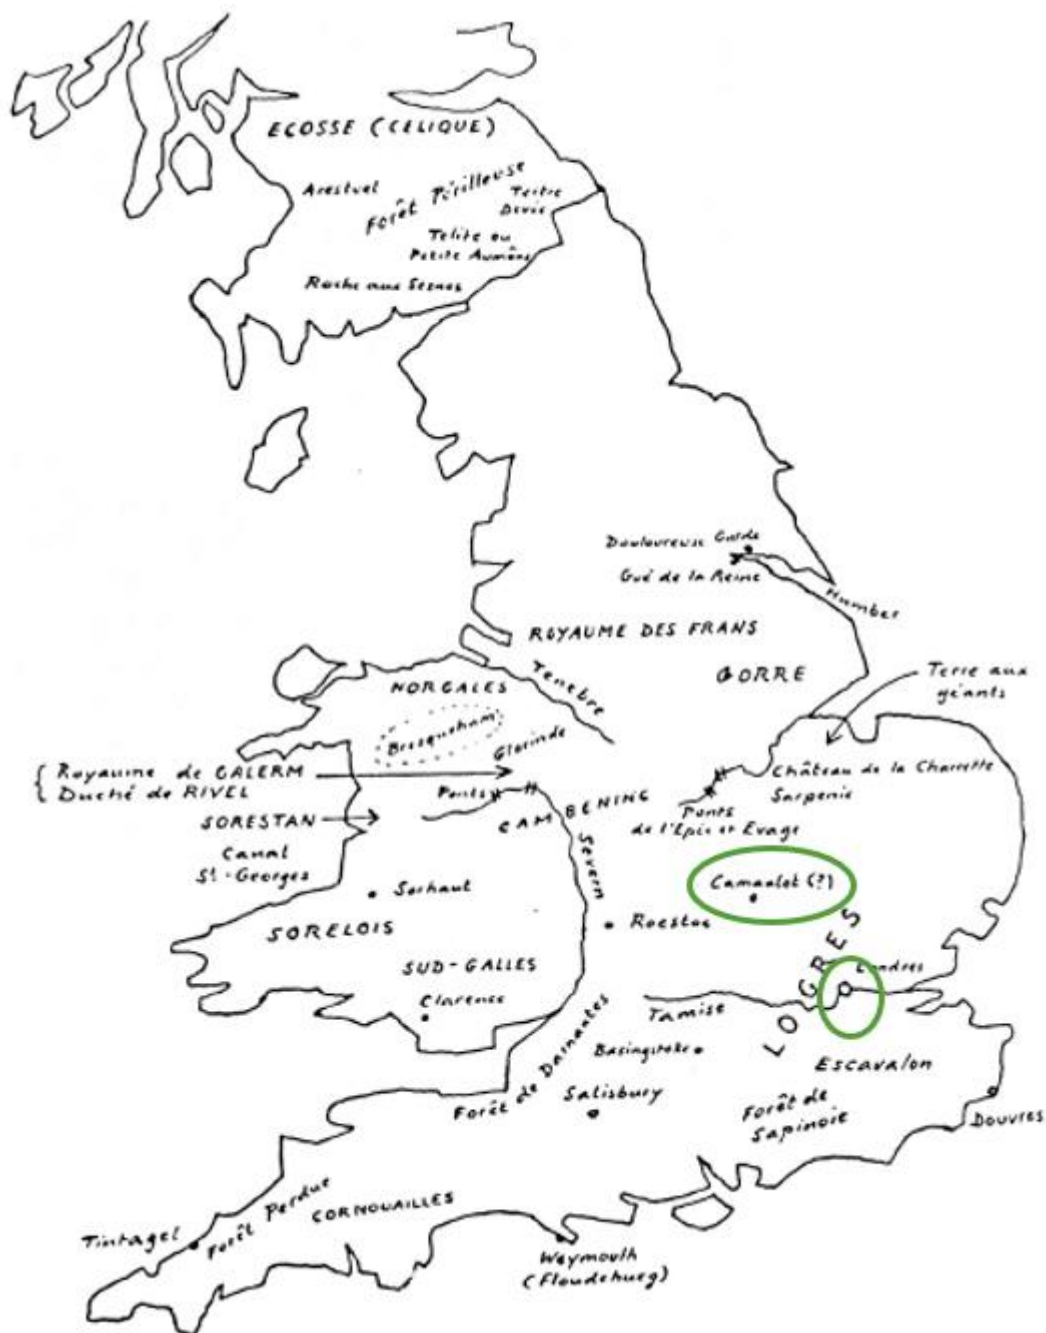 ECOSSE (CELIQUE)
Arestuel
Forêt Périlleuse
Tertre
Devée
Telite ou
Petite Aumône
Roche aux Sesnes
Douloureuse Garde
Gué de la Reine
Humber
ROYAUME DES FRANS
GORRE
Terre aux
géants
NORGALES
Tenebre
Bresquehan
Glocinde
{ Royaume de GALERM
{ Duché de RIVEL
Ponts
CAMBENING
Château de la Charrette
Sarpenic
Ponts
de l'Epée et Evage
SORESTAN
Canal
St-Georges
Severn
Camaalot (?)
Sorhaut
Roestoc
SORELOIS
SUD-GALLES
LOGRES
Londres
Clarence
Tamise
Basingstoke
Escavalon
Forêt de Darnantes
Salisbury
Forêt de
Sapinoie
Douvres
Forêt Perdue
CORNOUAILLES
Tintagel
Weymouth
(Floudehueg)